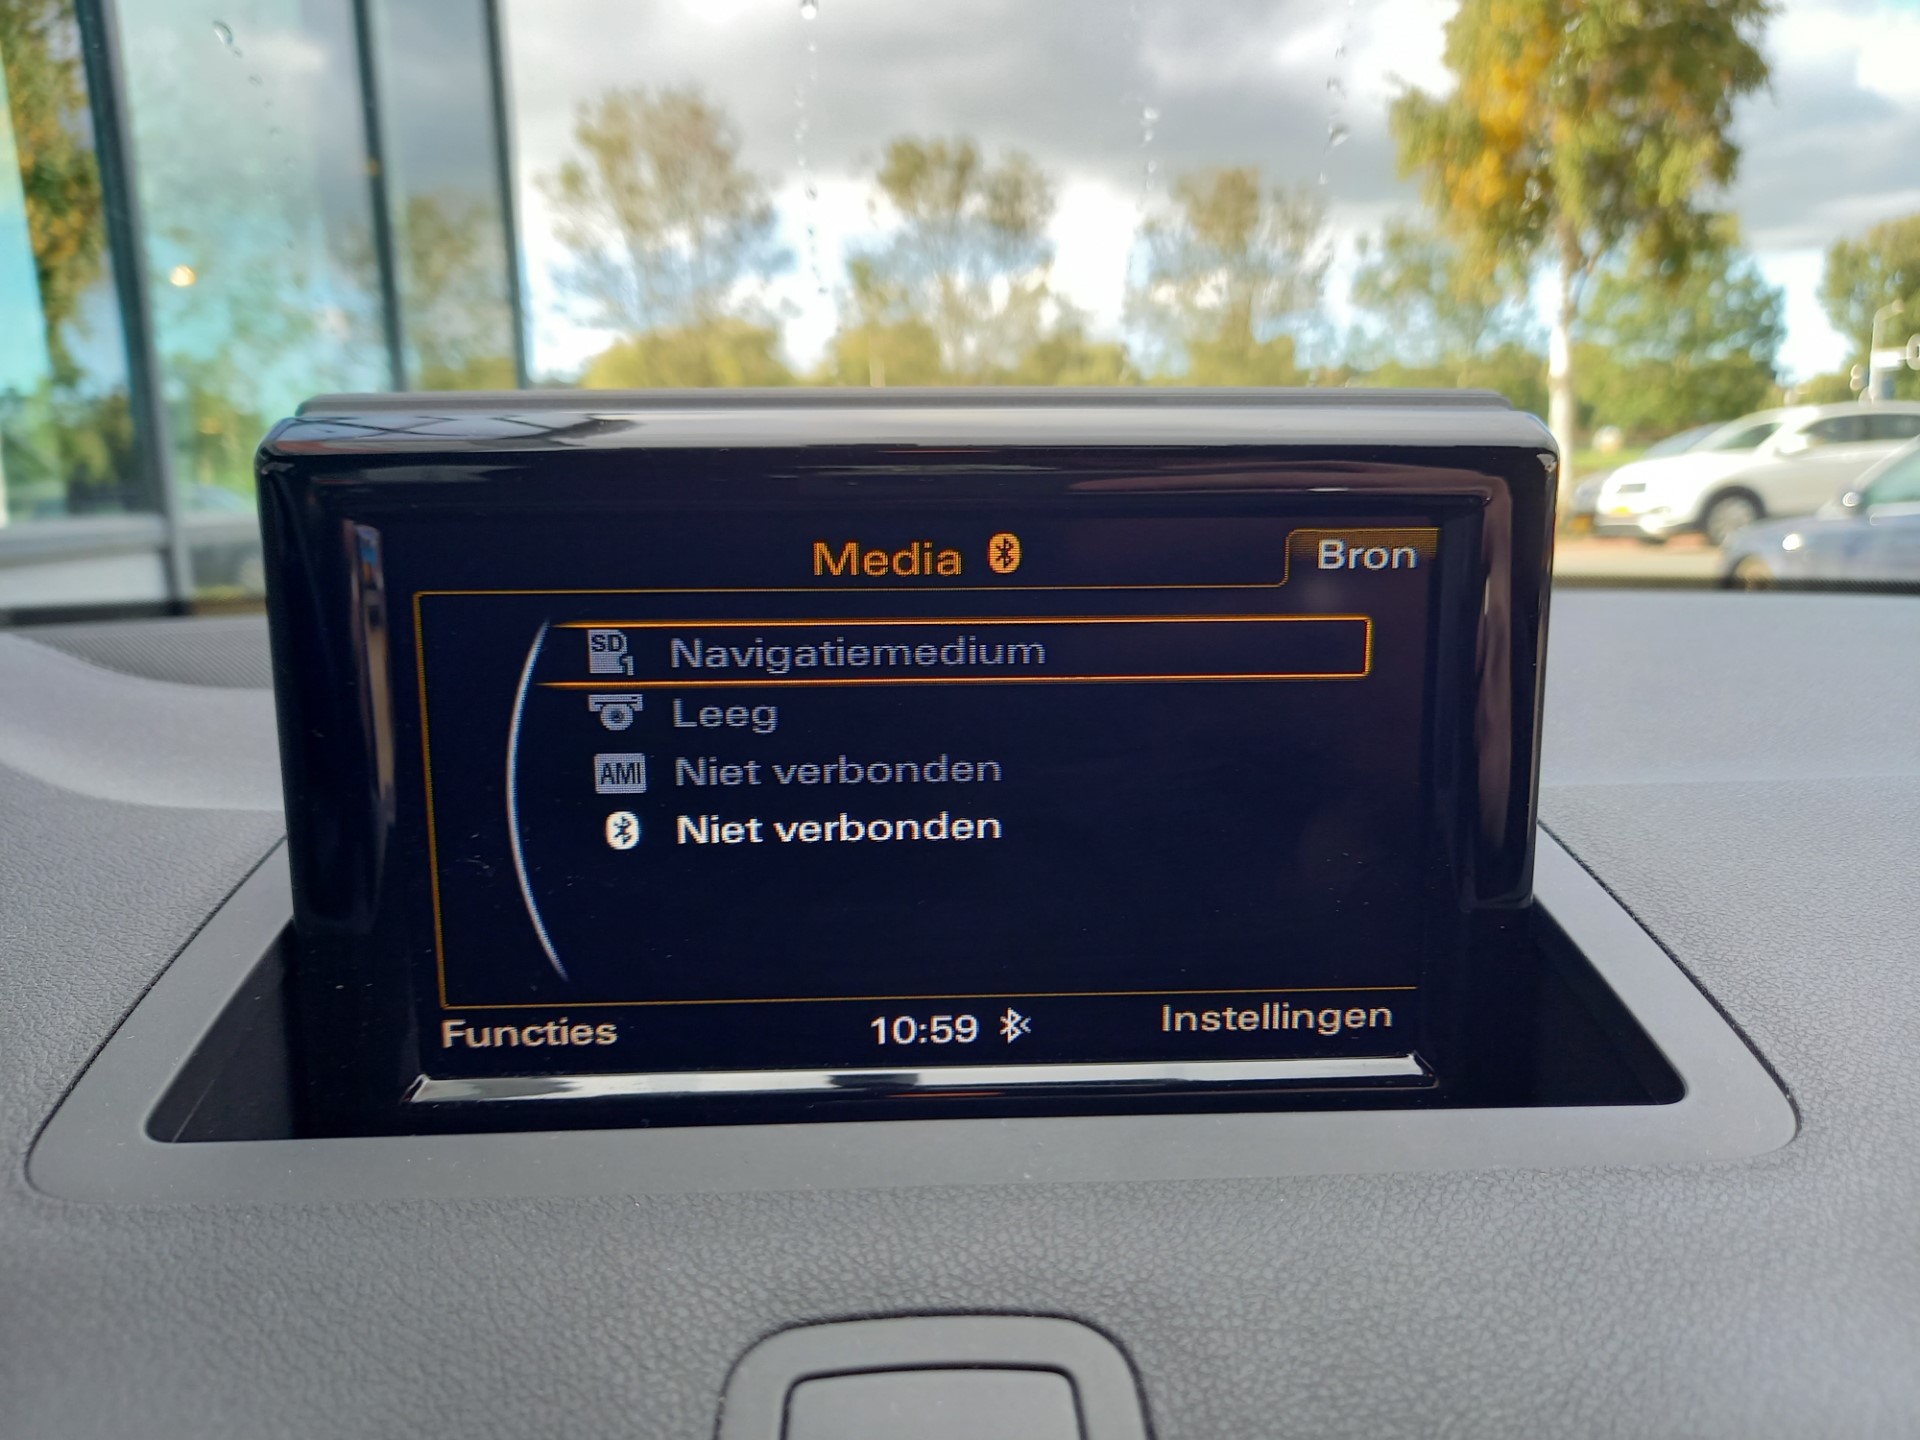 Media
Bron
SD 1 Navigatiemedium
Leeg
AMI Niet verbonden
Niet verbonden
Functies
10:59
Instellingen